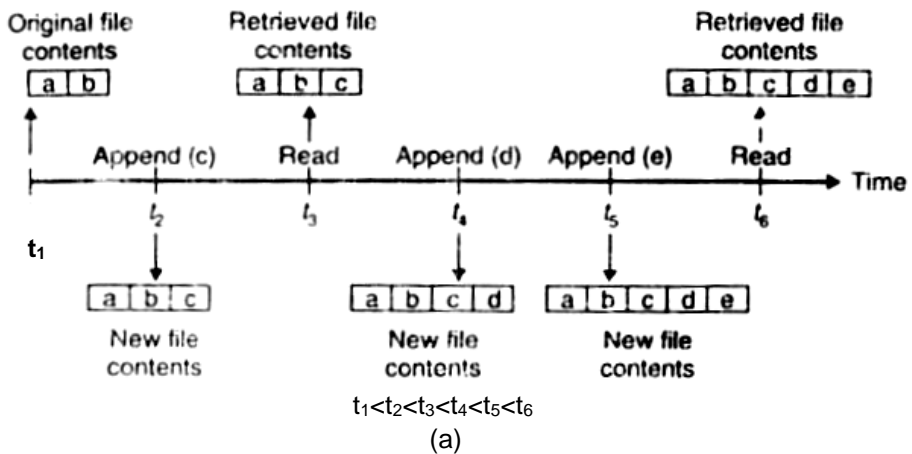 Original file Retrieved file Retrieved file
contents contents contents
a b a b c a b c d e
Append (c) Read Append (d) Append (e) Read
Time
t₂ t₃ t₄ t₅ t₆
t₁
a b c a b c d a b c d e
New file New file New file
contents contents contents
t₁<t₂<t₃<t₄<t₅<t₆
(a)